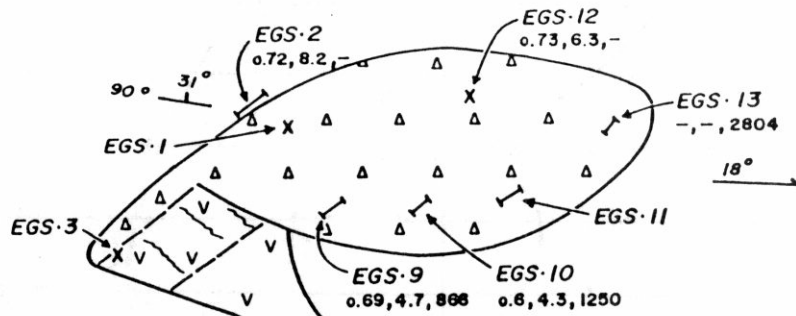 EGS·12
0.73, 6.3, -
EGS·2
0.72, 8.2, -
90° 31°
EGS·13
-, -, 2804
EGS·1
18°
EGS·3
EGS·11
EGS·9
0.69, 4.7, 866
EGS·10
0.6, 4.3, 1250